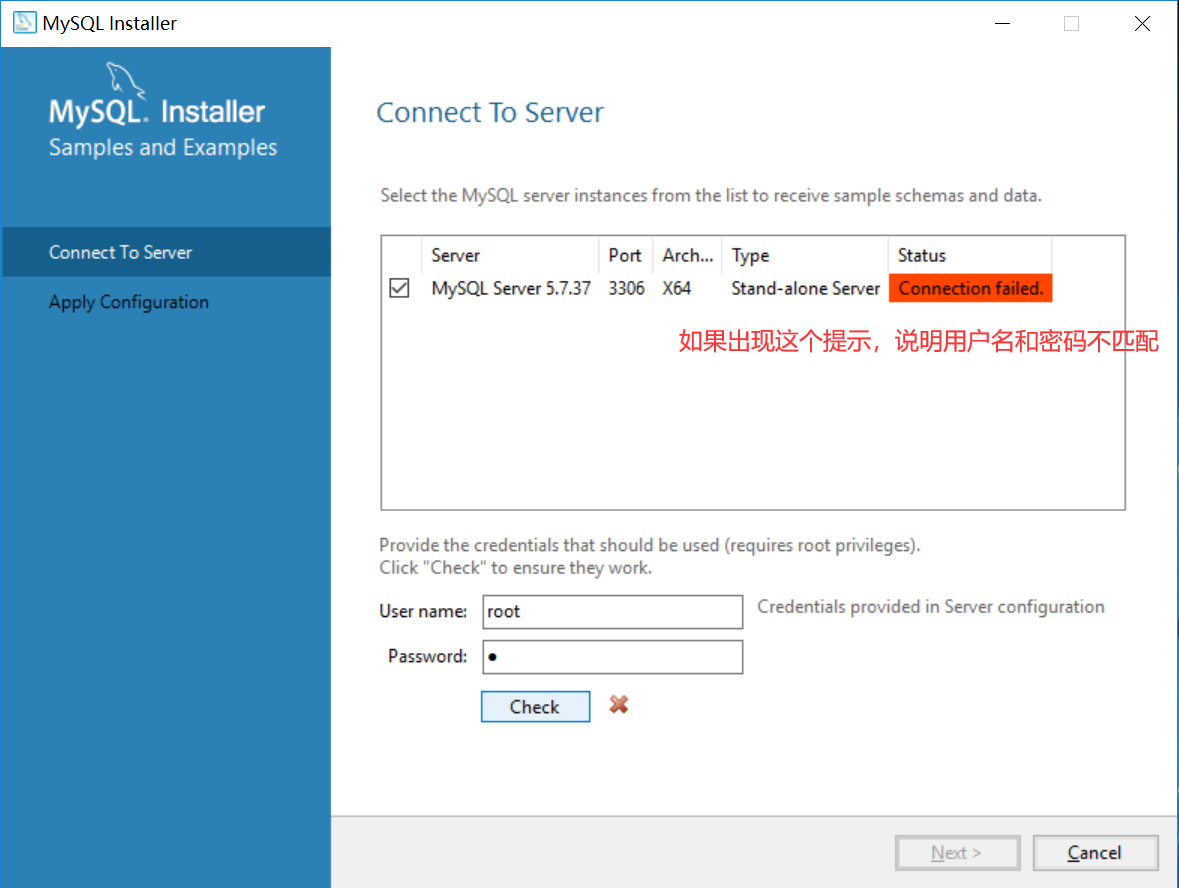 MySQL Installer
MySQL. Installer
Samples and Examples
Connect To Server
Apply Configuration
Connect To Server
Select the MySQL server instances from the list to receive sample schemas and data.
Server Port Arch... Type Status
MySQL Server 5.7.37 3306 X64 Stand-alone Server Connection failed.
如果出现这个提示，说明用户名和密码不匹配
Provide the credentials that should be used (requires root privileges).
Click "Check" to ensure they work.
User name: root Credentials provided in Server configuration
Password: ●
Check
Next > Cancel